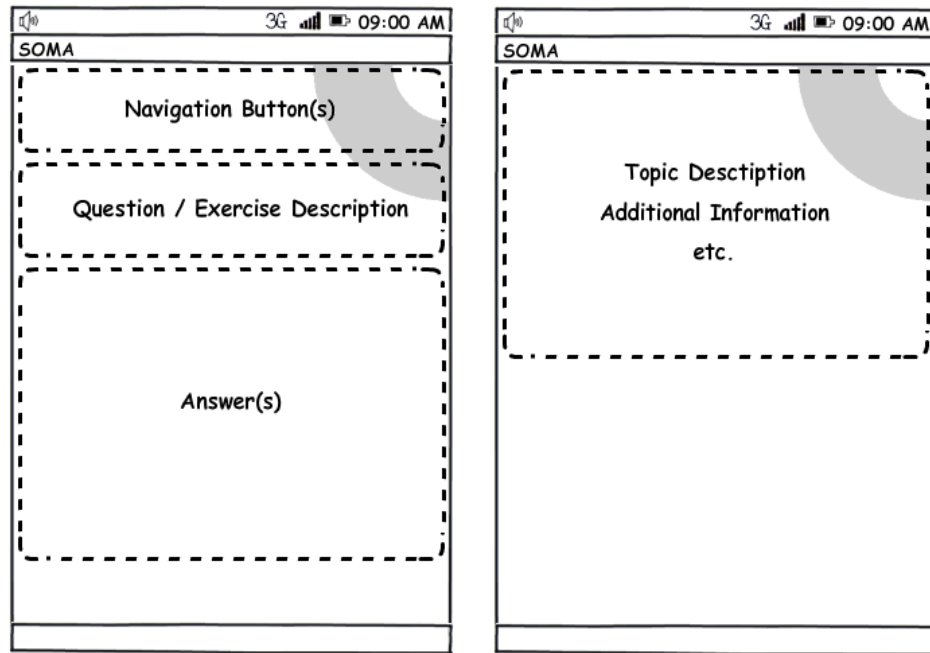 3G 09:00 AM
SOMA
Navigation Button(s)
Question / Exercise Description
Answer(s)
3G 09:00 AM
SOMA
Topic Desctiption
Additional Information
etc.